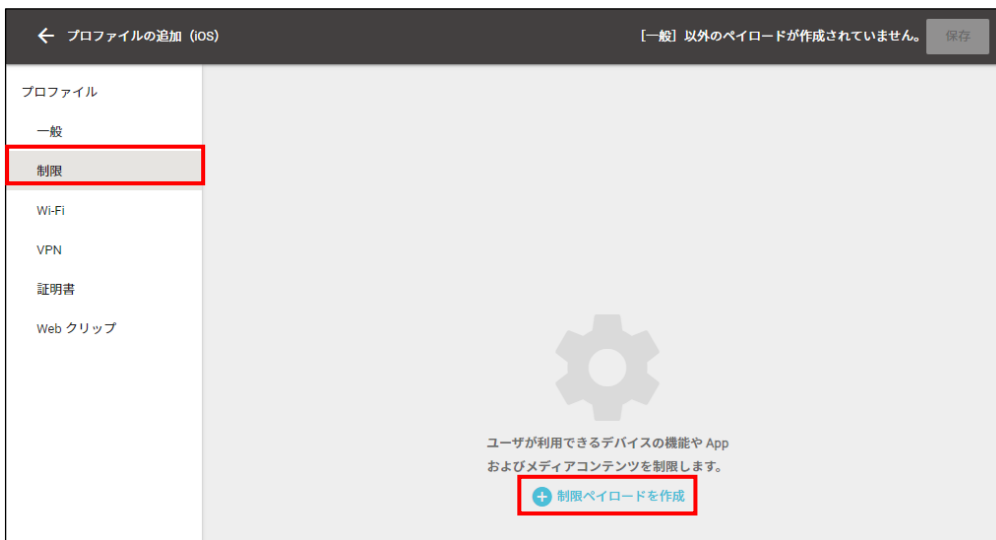 プロファイルの追加（iOS）
［一般］以外のペイロードが作成されていません。
保存
プロファイル
一般
制限
Wi-Fi
VPN
証明書
Web クリップ
ユーザが利用できるデバイスの機能や App
およびメディアコンテンツを制限します。
制限ペイロードを作成